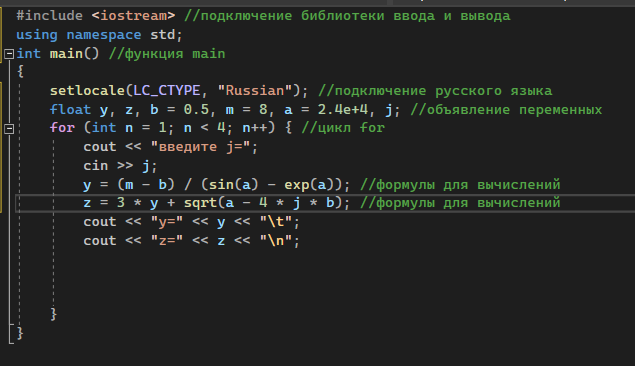 #include <iostream> //подключение библиотеки ввода и вывода
using namespace std;
int main() //функция main
{
setlocale(LC_CTYPE, "Russian"); //подключение русского языка
float y, z, b = 0.5, m = 8, a = 2.4e+4, j; //объявление переменных
for (int n = 1; n < 4; n++) { //цикл for
cout << "введите j=";
cin >> j;
y = (m - b) / (sin(a) - exp(a)); //формулы для вычислений
z = 3 * y + sqrt(a - 4 * j * b); //формулы для вычислений
cout << "y=" << y << "\t";
cout << "z=" << z << "\n";
}
}